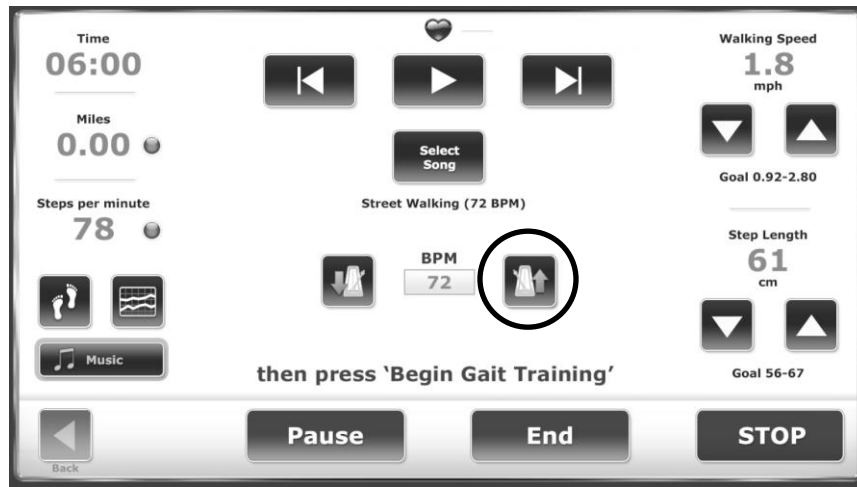 Time
06:00
Miles
0.00
Steps per minute
78
Music
Select
Song
Street Walking (72 BPM)
BPM
72
then press ‘Begin Gait Training’
Walking Speed
1.8
mph
Goal 0.92-2.80
Step Length
61
cm
Goal 56-67
Back
Pause
End
STOP